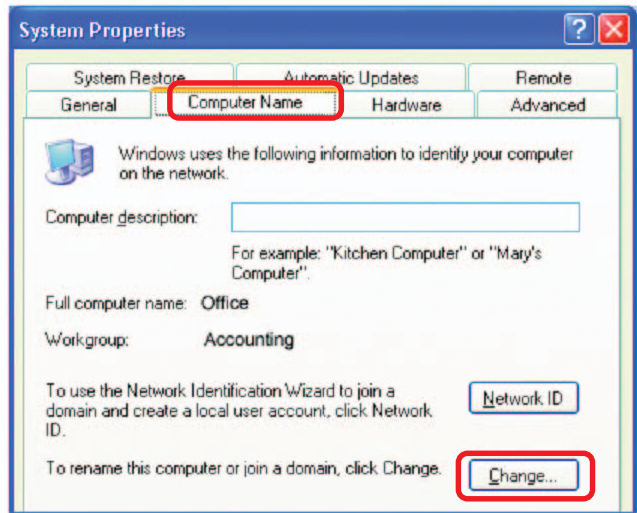 System Properties
System Restore Automatic Updates Remote
General Computer Name Hardware Advanced
Windows uses the following information to identify your computer
on the network.
Computer description:
For example: "Kitchen Computer" or "Mary's
Computer".
Full computer name: Office
Workgroup: Accounting
To use the Network Identification Wizard to join a
domain and create a local user account, click Network
ID.
Network ID
To rename this computer or join a domain, click Change.
Change...